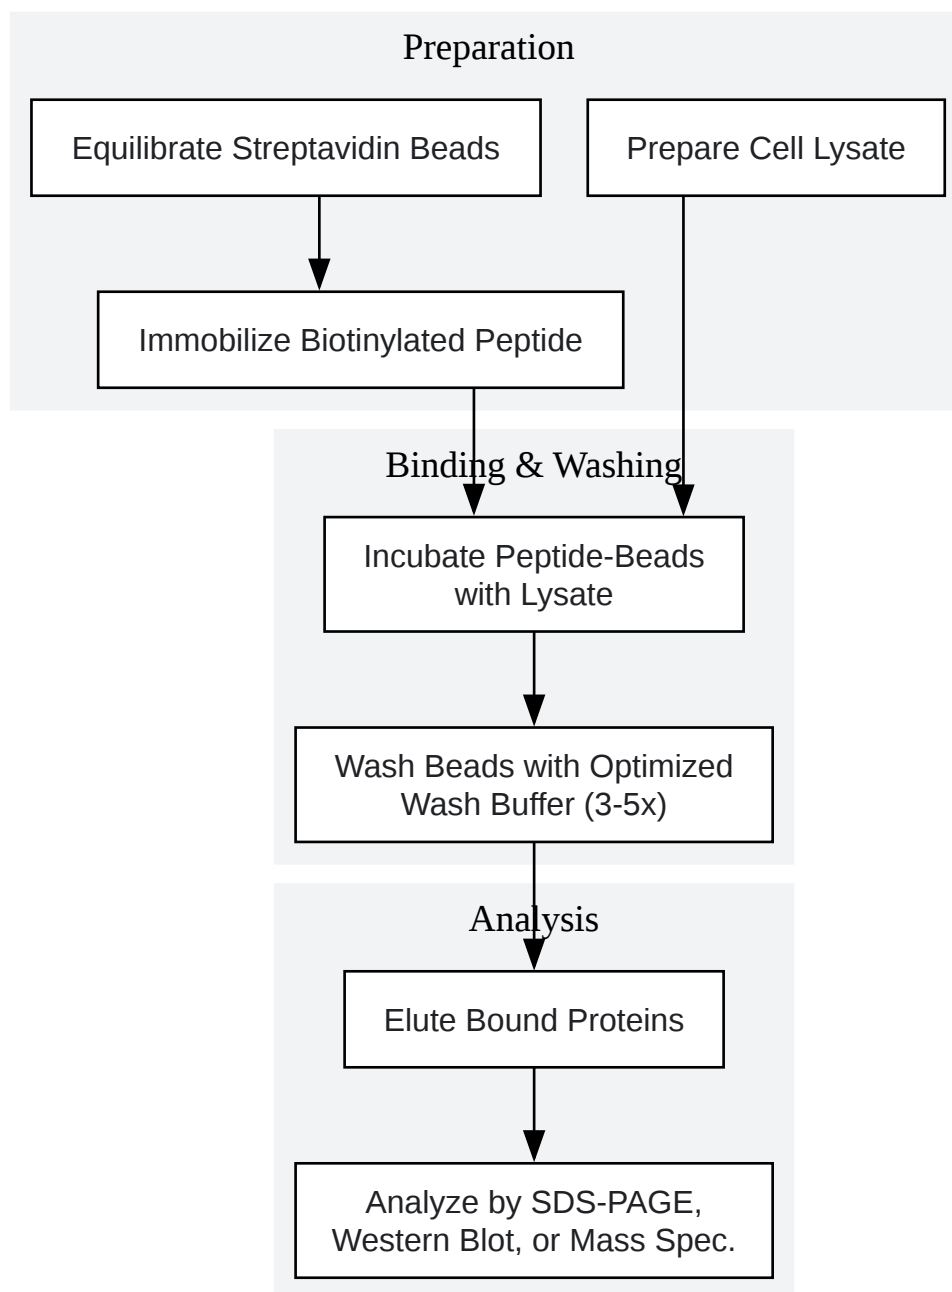 Preparation
Equilibrate Streptavidin Beads
Prepare Cell Lysate
Immobilize Biotinylated Peptide
Binding & Washing
Incubate Peptide-Beads
with Lysate
Wash Beads with Optimized
Wash Buffer (3-5x)
Analysis
Elute Bound Proteins
Analyze by SDS-PAGE,
Western Blot, or Mass Spec.